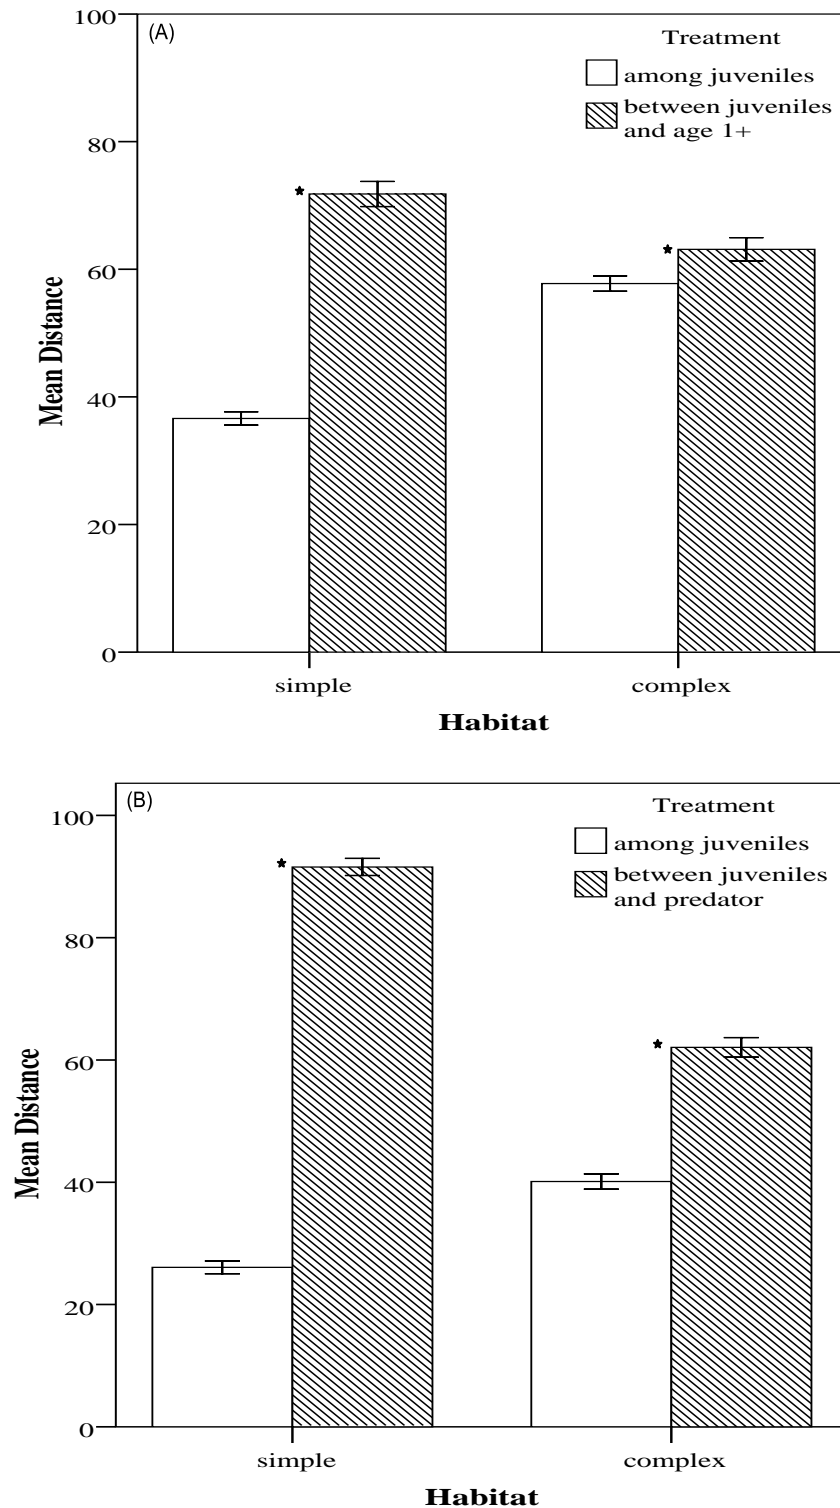 (A)
Treatment
among juveniles
between juveniles
and age 1+
100
80
60
40
20
0
Mean Distance
simple
complex
Habitat
(B)
Treatment
among juveniles
between juveniles
and predator
100
80
60
40
20
0
Mean Distance
simple
complex
Habitat